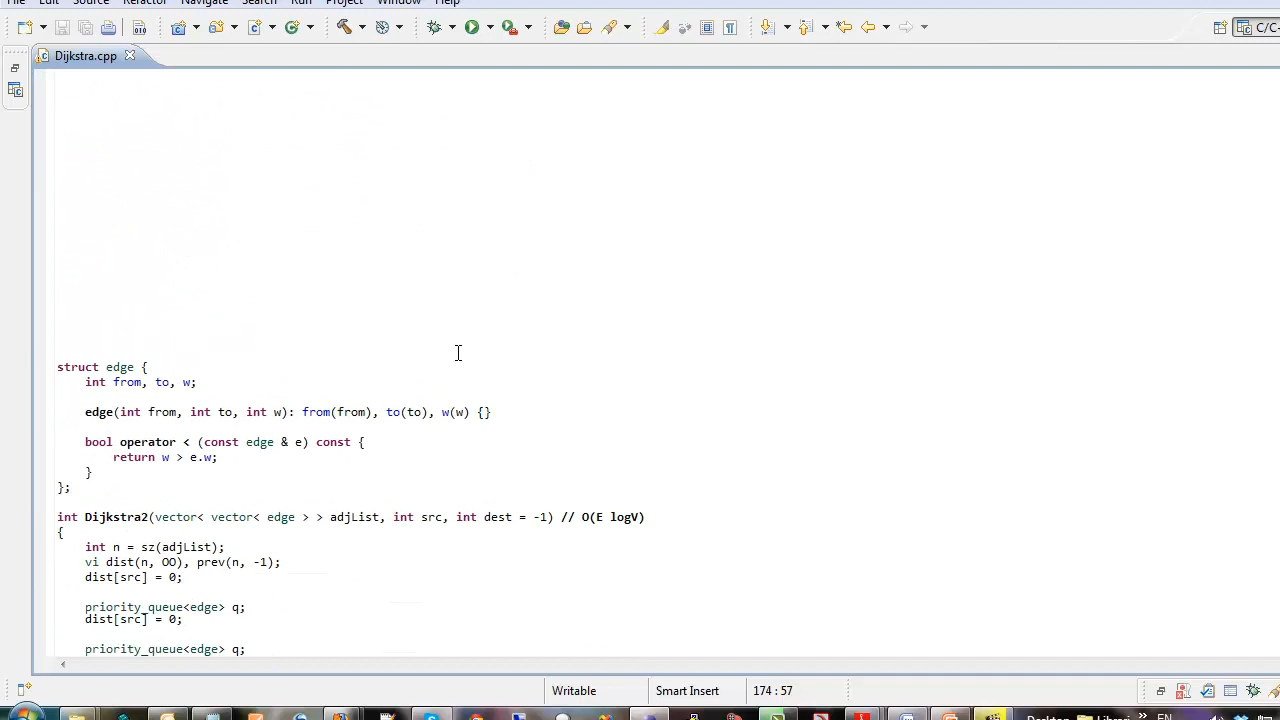 File Edit Source Refactor Navigate Search Run Project Window Help
C/C-
Dijkstra.cpp
struct edge {
int from, to, w;
edge(int from, int to, int w): from(from), to(to), w(w) {}
bool operator < (const edge & e) const {
return w > e.w;
}
};
int Dijkstra2(vector< vector< edge > > adjList, int src, int dest = -1) // O(E logV)
{
int n = sz(adjList);
vi dist(n, OO), prev(n, -1);
dist[src] = 0;
priority_queue<edge> q;
dist[src] = 0;
priority_queue<edge> q;
Writable Smart Insert 174 : 57
Desktop Librar » EN